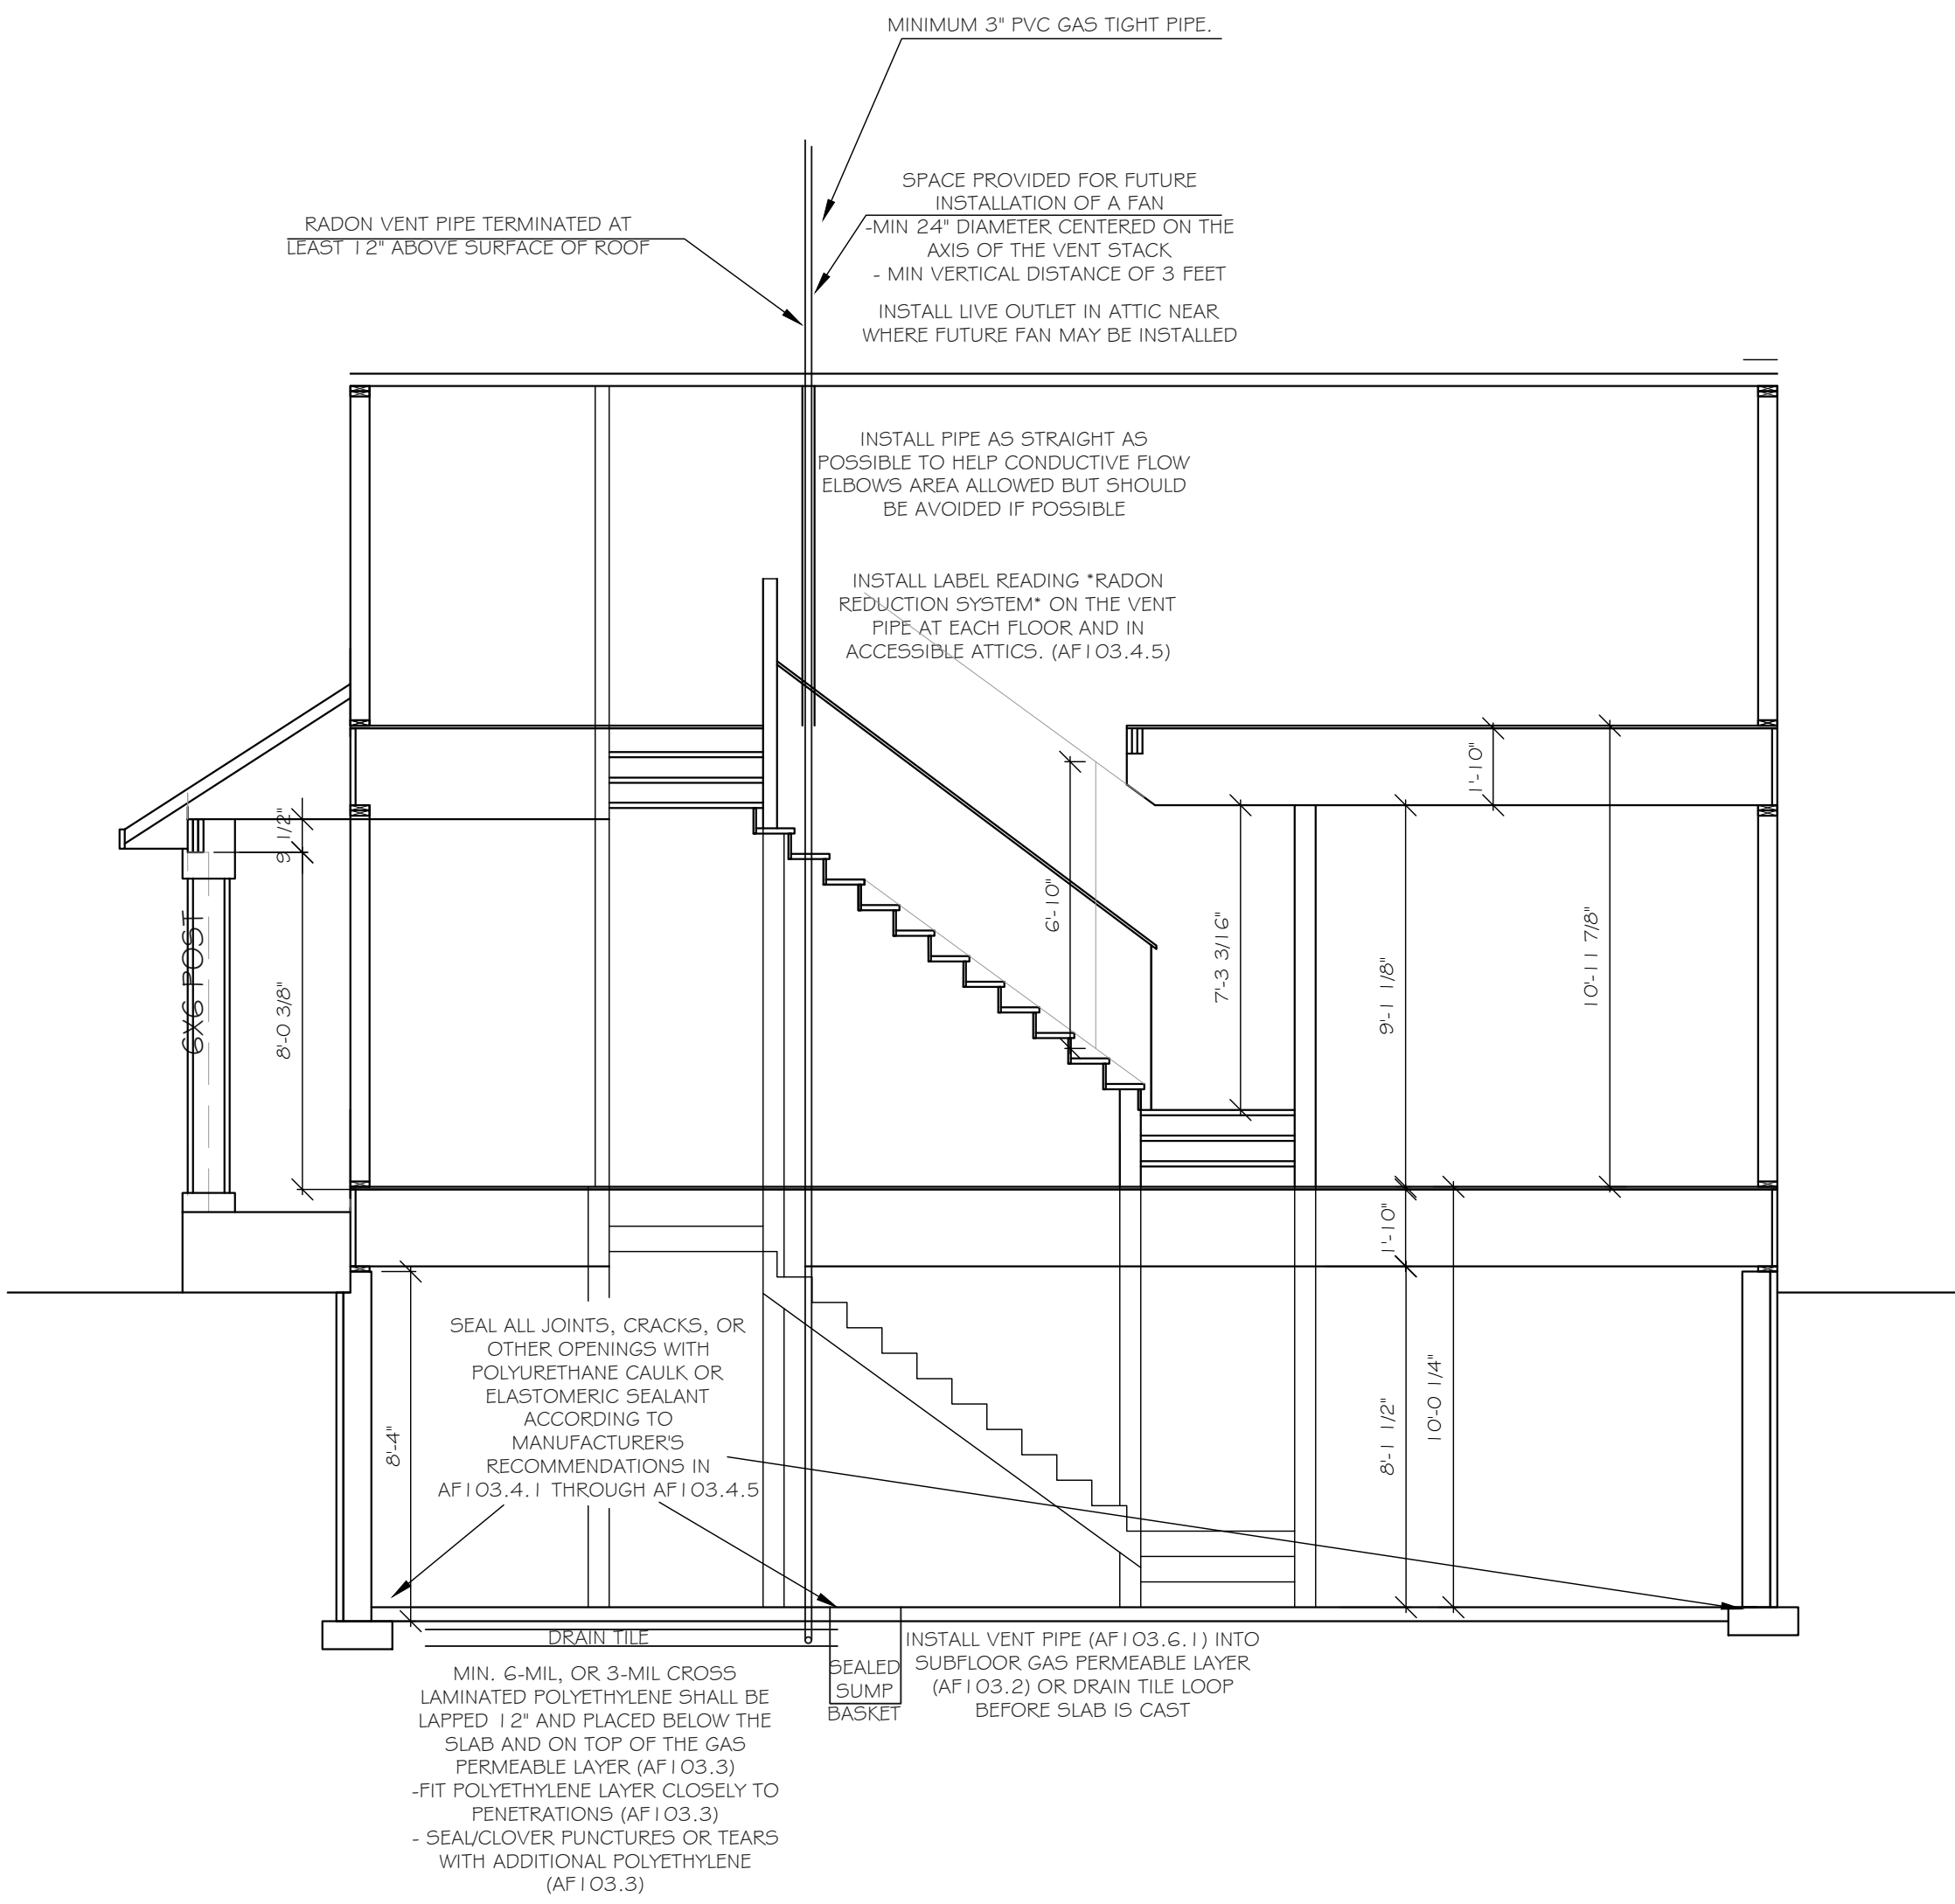 MINIMUM 3" PVC GAS TIGHT PIPE.
SPACE PROVIDED FOR FUTURE
INSTALLATION OF A FAN
-MIN 24" DIAMETER CENTERED ON THE
AXIS OF THE VENT STACK
- MIN VERTICAL DISTANCE OF 3 FEET
INSTALL LIVE OUTLET IN ATTIC NEAR
WHERE FUTURE FAN MAY BE INSTALLED
RADON VENT PIPE TERMINATED AT
LEAST 12" ABOVE SURFACE OF ROOF
INSTALL PIPE AS STRAIGHT AS
POSSIBLE TO HELP CONDUCTIVE FLOW
ELBOWS AREA ALLOWED BUT SHOULD
BE AVOIDED IF POSSIBLE
INSTALL LABEL READING *RADON
REDUCTION SYSTEM* ON THE VENT
PIPE AT EACH FLOOR AND IN
ACCESSIBLE ATTICS. (AF103.4.5)
1'-10"
9 1/2"
6X6 POST
8'-0 3/8"
6'-10"
7'-3 3/16"
9'-1 1/8"
10'-11 7/8"
1'-10"
8'-4"
SEAL ALL JOINTS, CRACKS, OR
OTHER OPENINGS WITH
POLYURETHANE CAULK OR
ELASTOMERIC SEALANT
ACCORDING TO
MANUFACTURER'S
RECOMMENDATIONS IN
AF103.4.1 THROUGH AF103.4.5
8'-1 1/2"
10'-0 1/4"
DRAIN TILE
MIN. 6-MIL, OR 3-MIL CROSS
LAMINATED POLYETHYLENE SHALL BE
LAPPED 12" AND PLACED BELOW THE
SLAB AND ON TOP OF THE GAS
PERMEABLE LAYER (AF103.3)
-FIT POLYETHYLENE LAYER CLOSELY TO
PENETRATIONS (AF103.3)
- SEAL/CLOVER PUNCTURES OR TEARS
WITH ADDITIONAL POLYETHYLENE
(AF103.3)
SEALED
SUMP
BASKET
INSTALL VENT PIPE (AF103.6.1) INTO
SUBFLOOR GAS PERMEABLE LAYER
(AF103.2) OR DRAIN TILE LOOP
BEFORE SLAB IS CAST